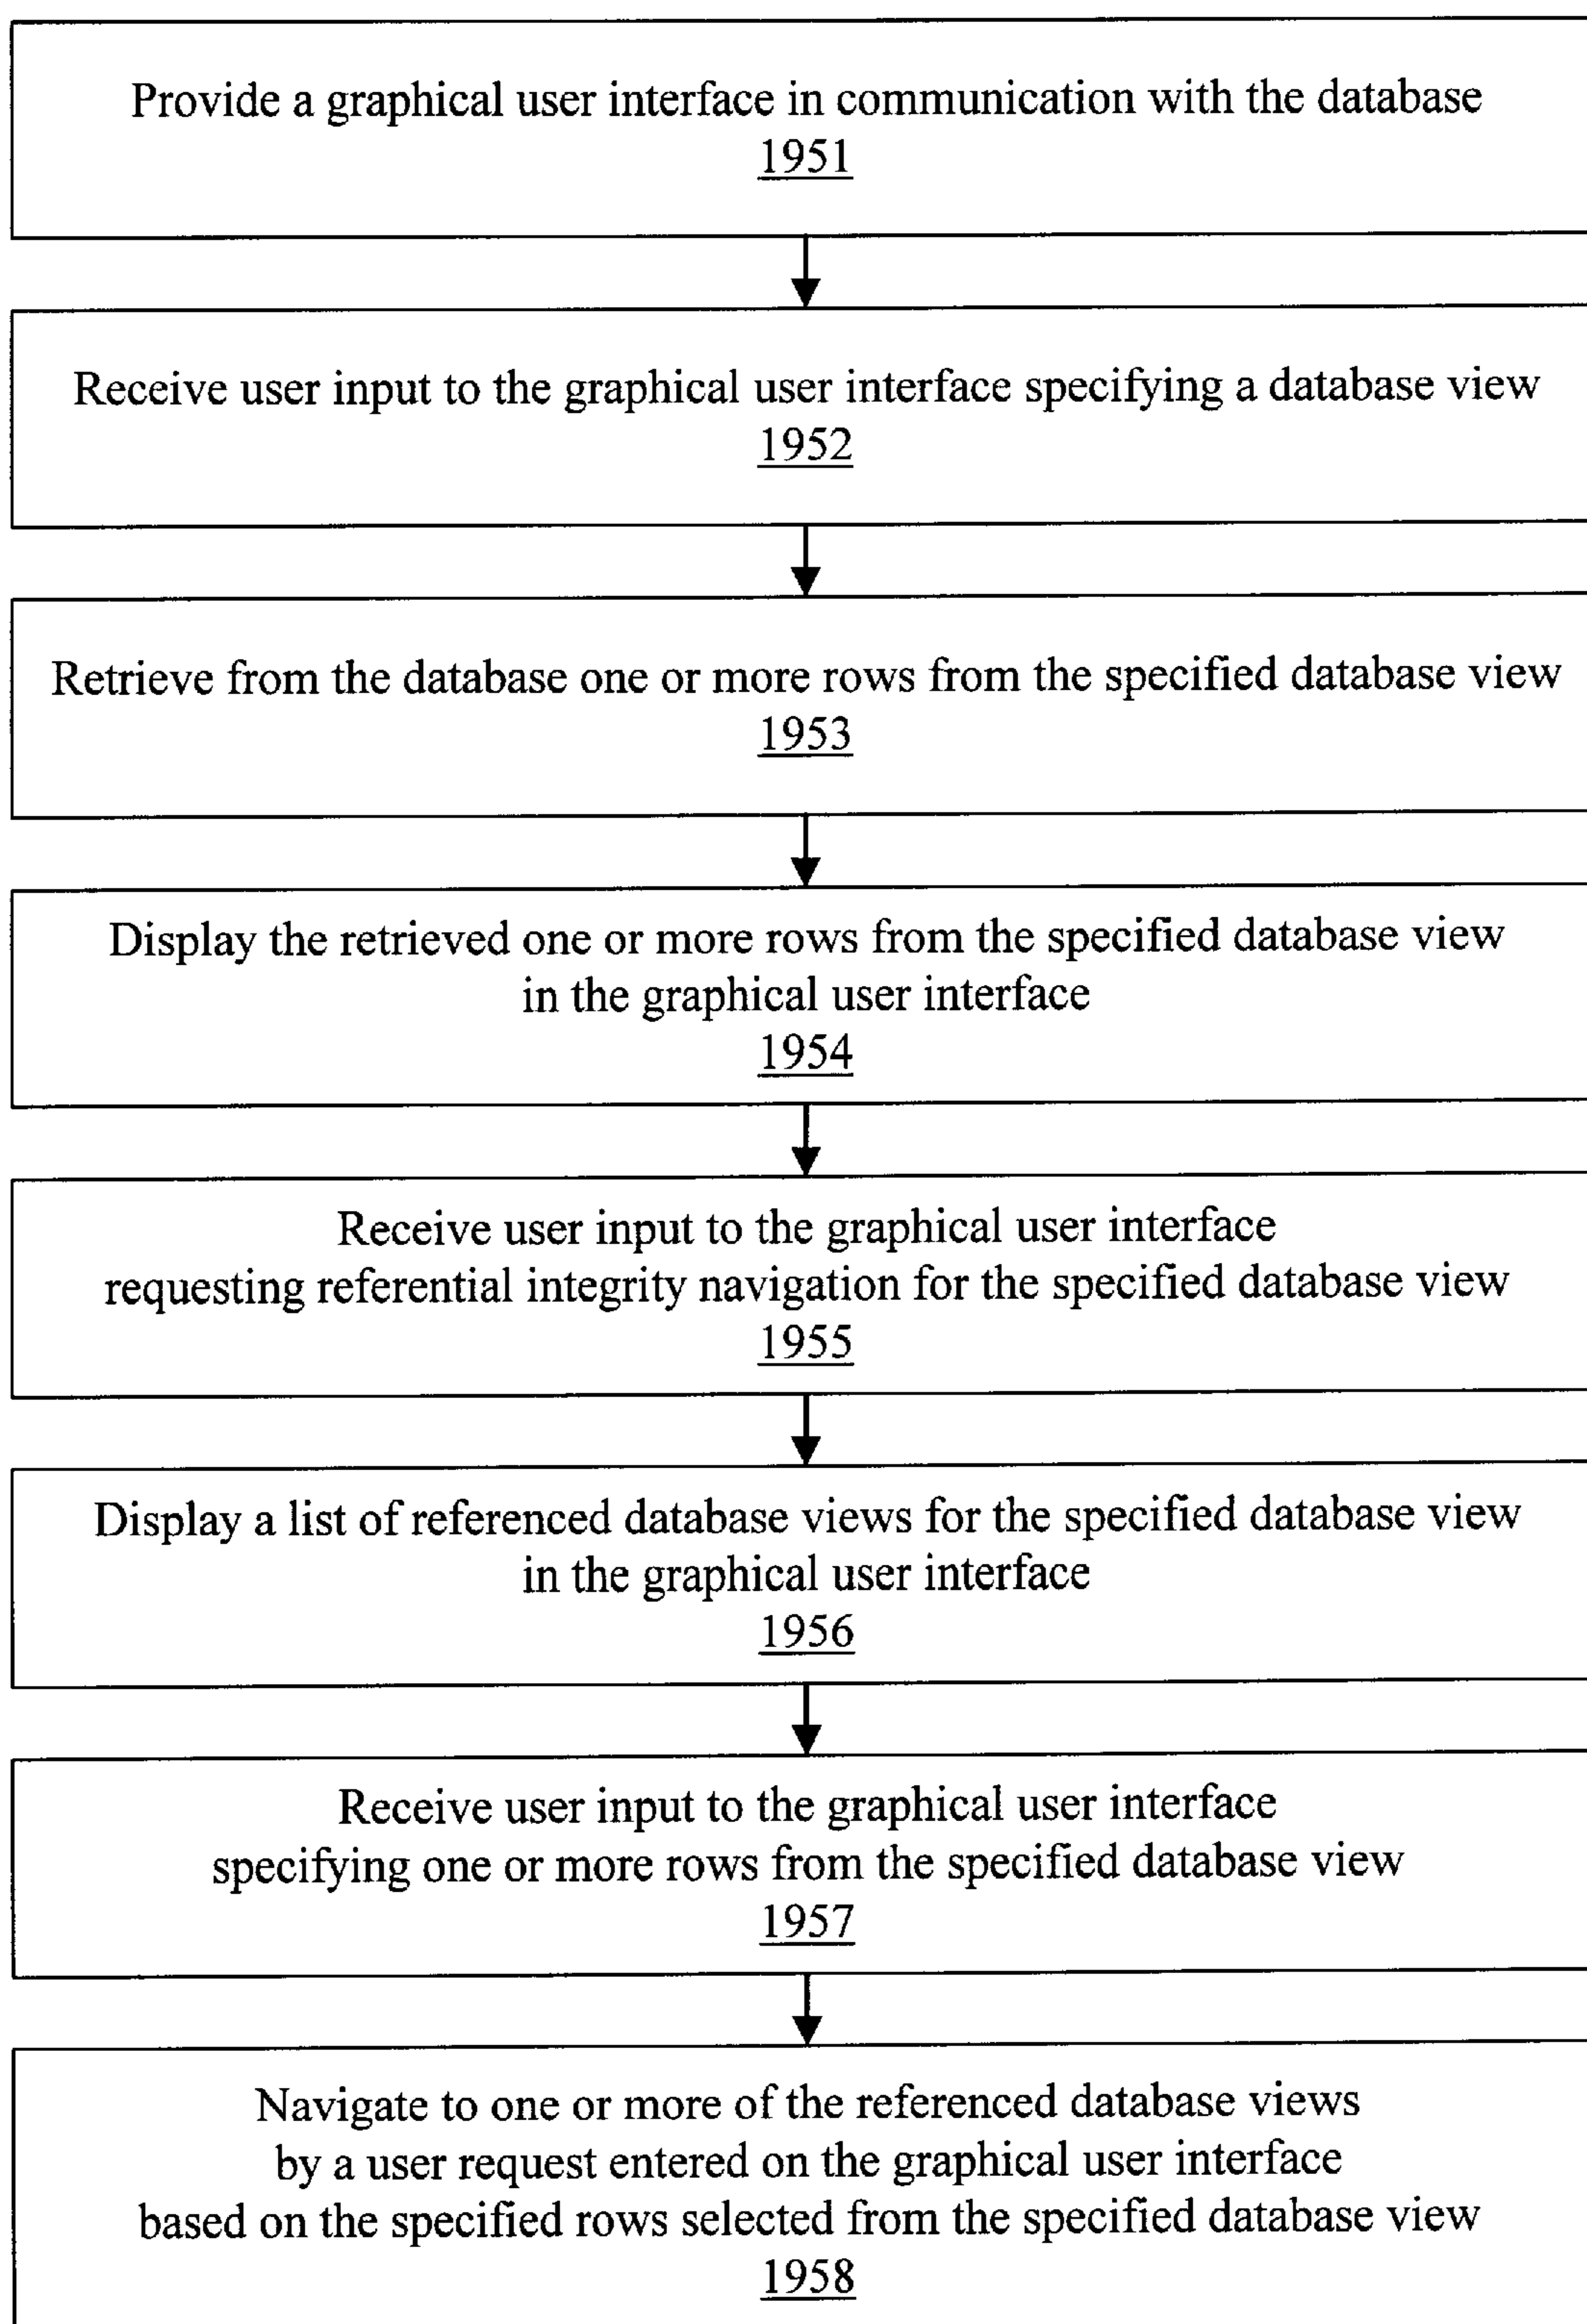 Provide a graphical user interface in communication with the database
1951
Receive user input to the graphical user interface specifying a database view
1952
Retrieve from the database one or more rows from the specified database view
1953
Display the retrieved one or more rows from the specified database view
in the graphical user interface
1954
Receive user input to the graphical user interface
requesting referential integrity navigation for the specified database view
1955
Display a list of referenced database views for the specified database view
in the graphical user interface
1956
Receive user input to the graphical user interface
specifying one or more rows from the specified database view
1957
Navigate to one or more of the referenced database views
by a user request entered on the graphical user interface
based on the specified rows selected from the specified database view
1958